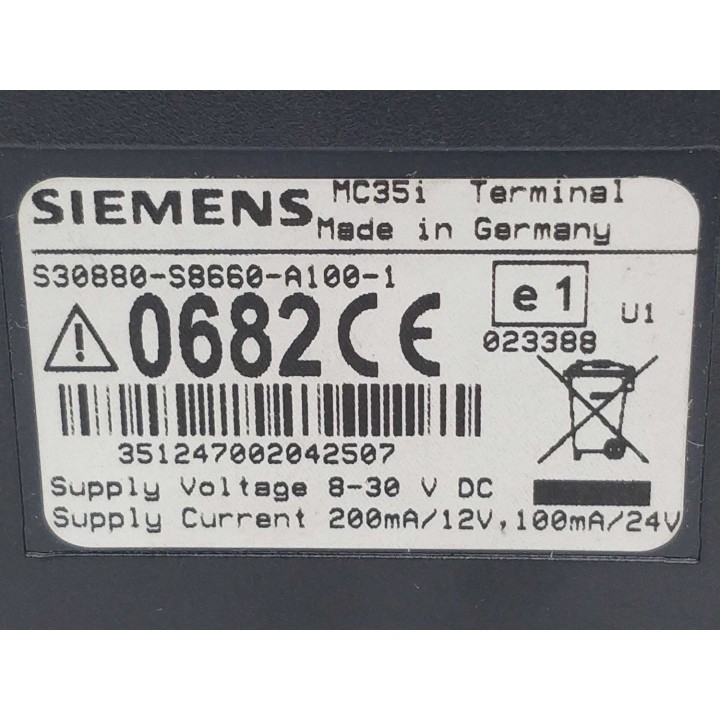 SIEMENS MC35i Terminal
Made in Germany
S30880-S8660-A100-1
e1 U1
0682 CE
023388
351247002042507
Supply Voltage 8-30 V DC
Supply Current 200mA/12V, 100mA/24V